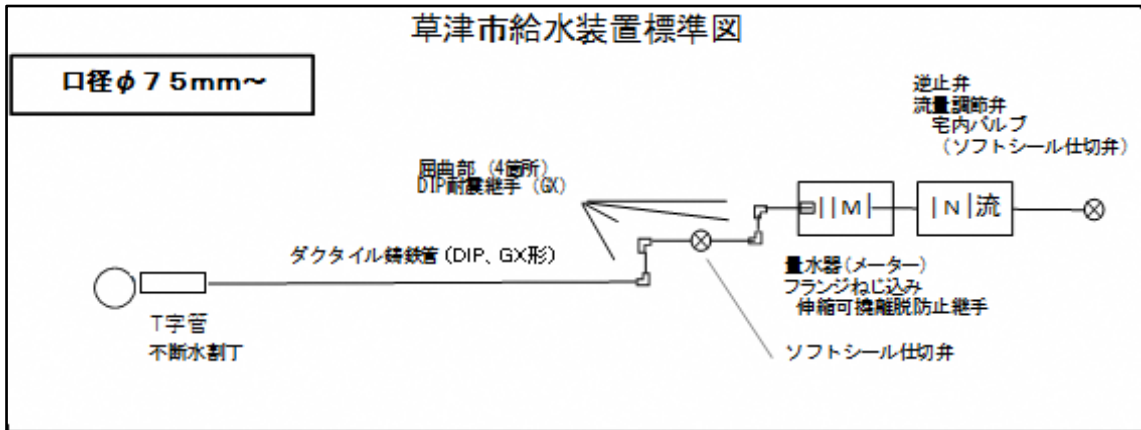 草津市給水装置標準図
口径φ75mm~
逆止弁
流量調節弁
宅内バルブ
(ソフトシール仕切弁)
屈曲部 (4箇所)
DIP耐震継手 (GX)
||M|
|N|流
ダクタイル鋳鉄管 (DIP、GX形)
量水器(メーター)
フランジねじ込み
伸縮可撓離脱防止継手
T字管
不断水割丁
ソフトシール仕切弁